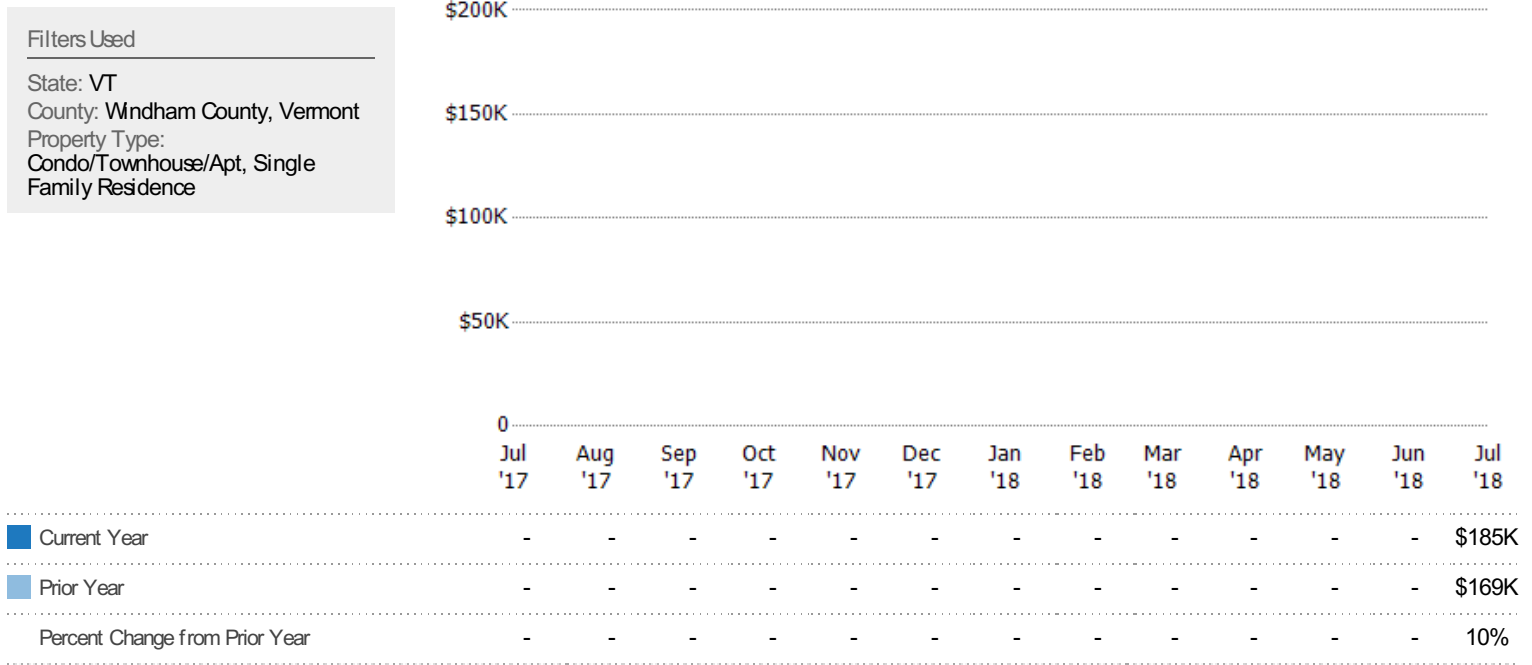 Filters Used
State: VT
County: Windham County, Vermont
Property Type:
Condo/Townhouse/Apt, Single
Family Residence
$200K
$150K
$100K
$50K
0
Jul Aug Sep Oct Nov Dec Jan Feb Mar Apr May Jun Jul
'17 '17 '17 '17 '17 '17 '18 '18 '18 '18 '18 '18 '18
Current Year - - - - - - - - - - - - $185K
Prior Year - - - - - - - - - - - - $169K
Percent Change from Prior Year - - - - - - - - - - - - 10%